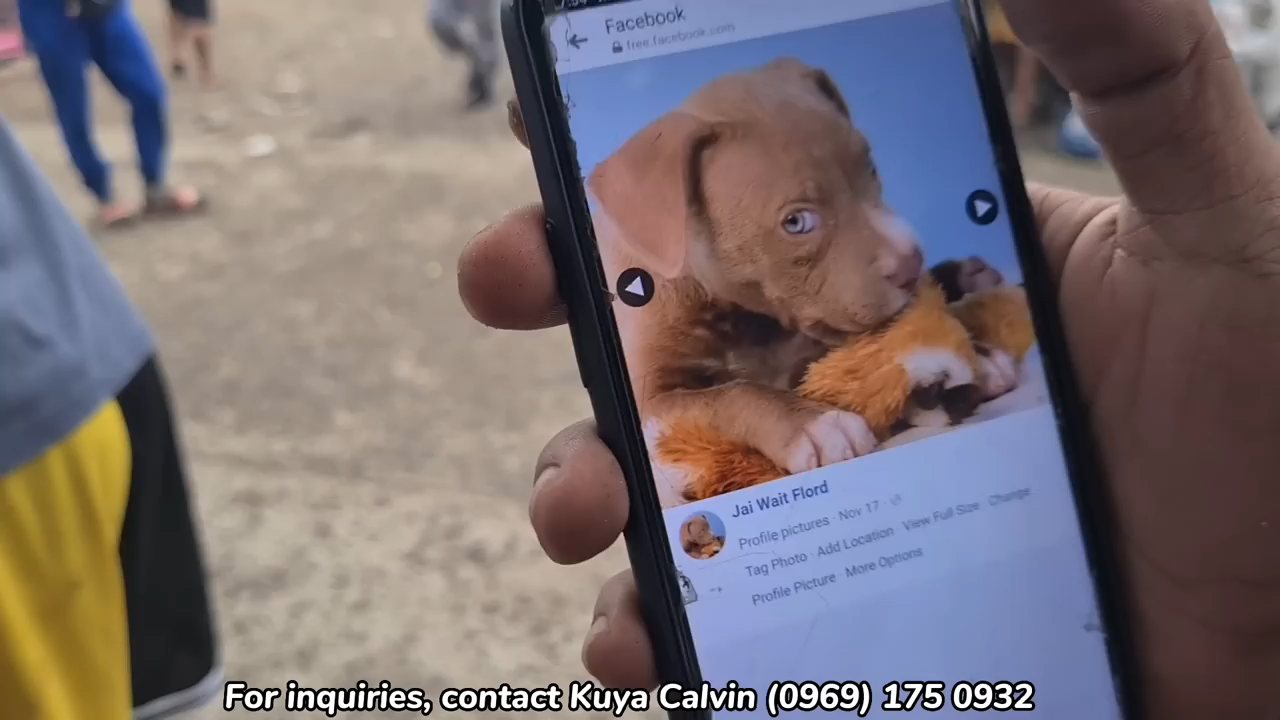 Facebook
free.facebook.com
Jai Wait Flord
Profile pictures · Nov 17
Tag Photo · Add Location · View Full Size · Change
Profile Picture · More Options
For inquiries, contact Kuya Calvin (0969) 175 0932